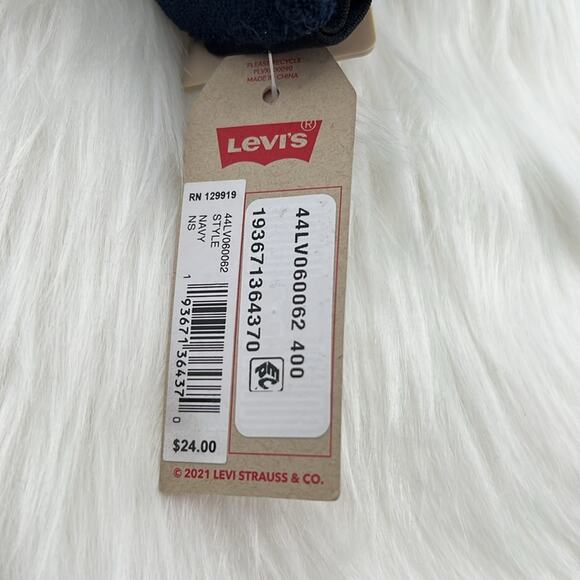 PLEASE RECYCLE
MADE IN CHINA
LEVI'S®
RN 129919
44LV060062
STYLE
NAVY
NS
1 93671 36437 0
$24.00
44LV060062 400
193671364370
© 2021 LEVI STRAUSS & CO.